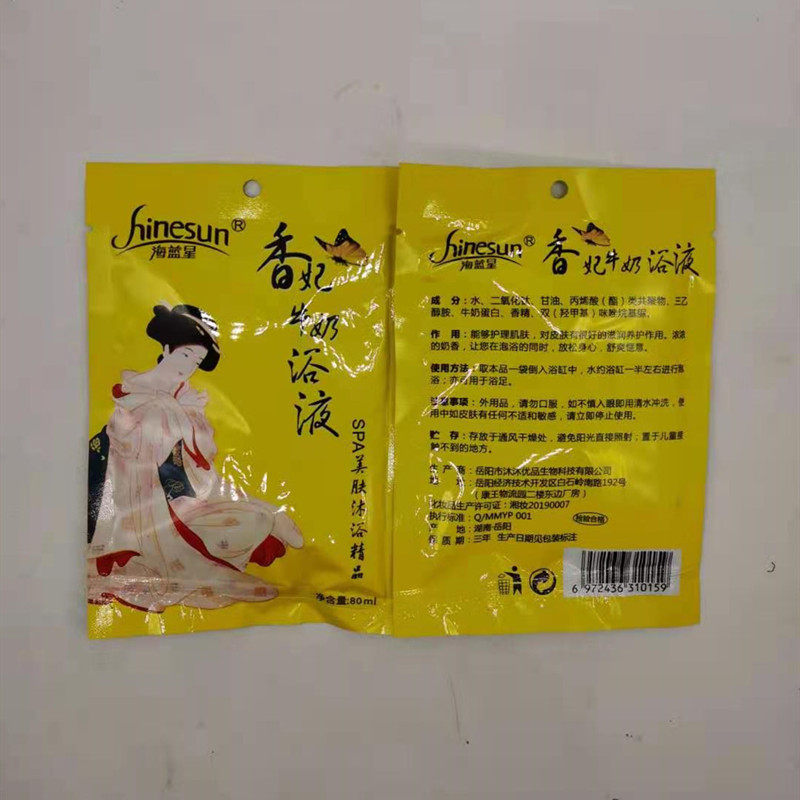 Shinesun®
海蓝星
香妃牛奶浴液
SPA美肤沐浴精品
净含量:80ml
Shinesun®
海蓝星
香妃牛奶浴液
成 分：水、二氧化钛、甘油、丙烯酸（酯）类共聚物、三乙
醇胺、牛奶蛋白、香精、双（羟甲基）咪唑烷基脲。
作 用：能够护理肌肤，对皮肤有很好的滋润养护作用。浓浓
的奶香，让您在泡浴的同时，放松身心，舒爽惬意。
使用方法：取本品一袋倒入浴缸中，水约浴缸一半左右进行泡
浴；亦可用于浴足。
注意事项：外用品，请勿口服，如不慎入眼即用清水冲洗，使
用中如皮肤有任何不适和敏感，请立即停止使用。
贮 存：存放于通风干燥处，避免阳光直接照射；置于儿童接
触不到的地方。
生 产 商：岳阳市沐沐优品生物科技有限公司
地 址：岳阳经济技术开发区白石岭南路192号
（康王物流园二楼东边厂房）
化妆品生产许可证：湘妆20190007
执行标准：Q/MMYP 001
检验合格
产 地：湖南·岳阳
保 质 期：三年 生产日期见包装标注
6 972436 310159